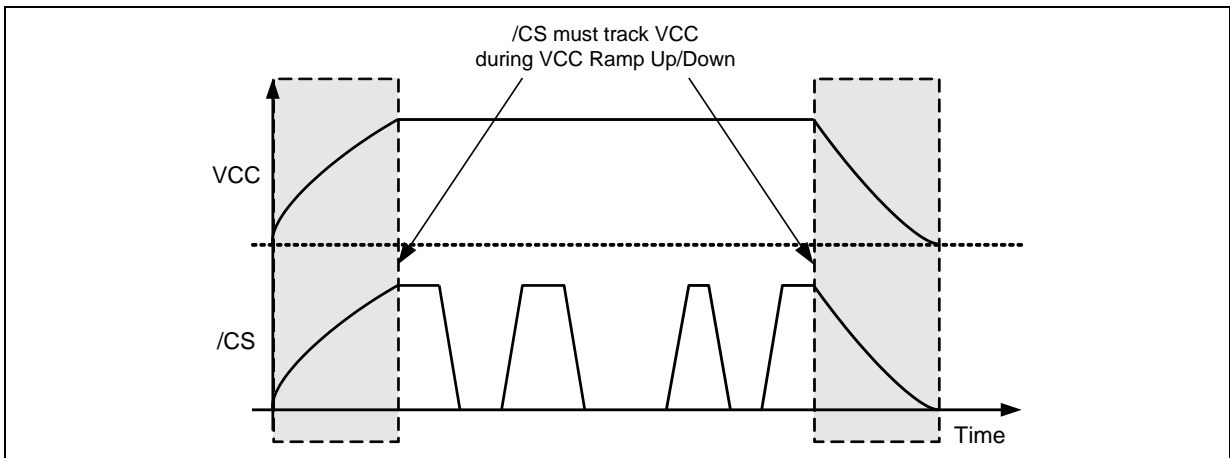 /CS must track VCC
during VCC Ramp Up/Down
VCC
/CS
Time